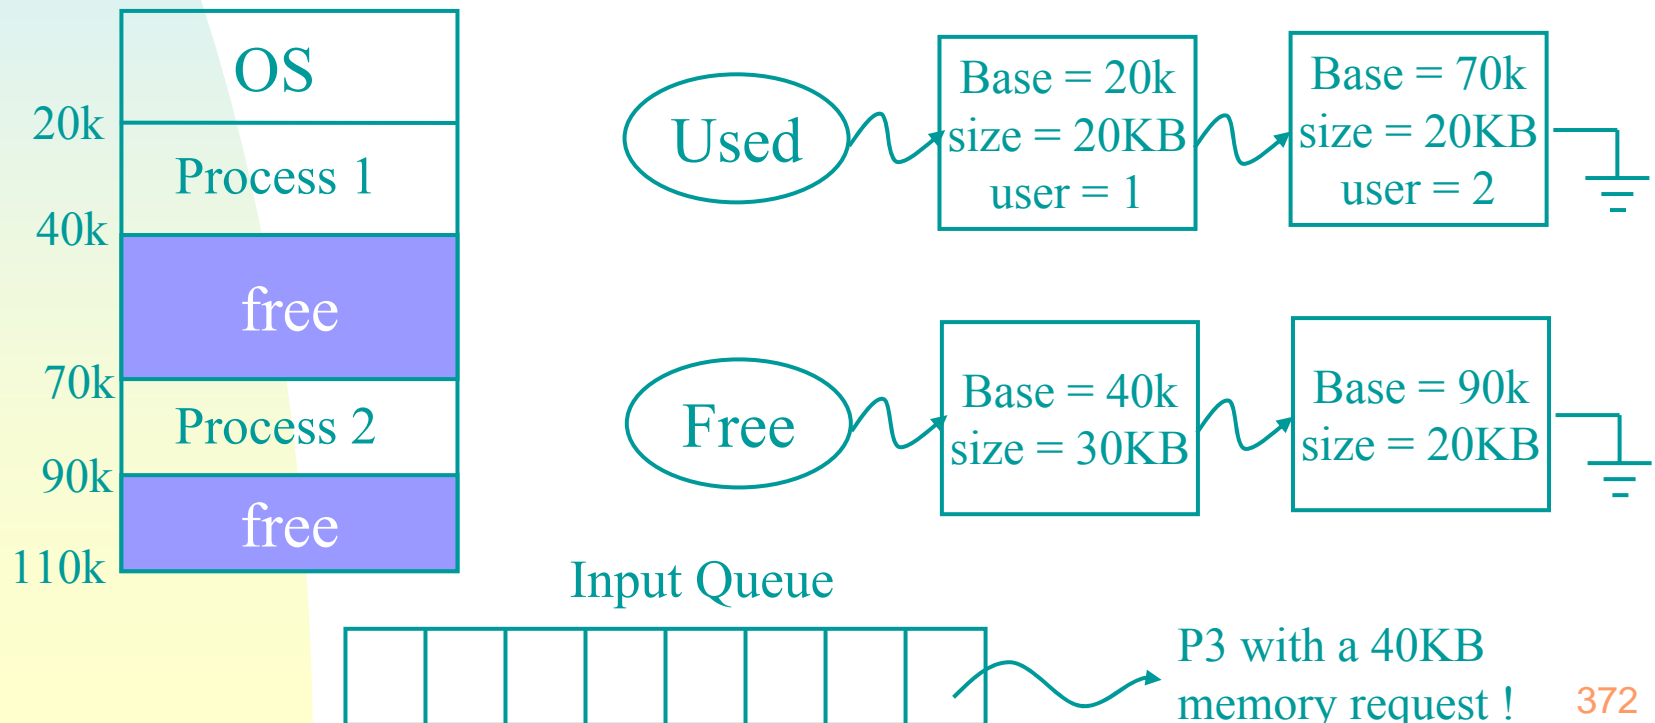 OS
20k
Process 1
40k
free
70k
Process 2
90k
free
110k
Used
Base = 20k
size = 20KB
user = 1
Base = 70k
size = 20KB
user = 2
Free
Base = 40k
size = 30KB
Base = 90k
size = 20KB
Input Queue
P3 with a 40KB
memory request !
372